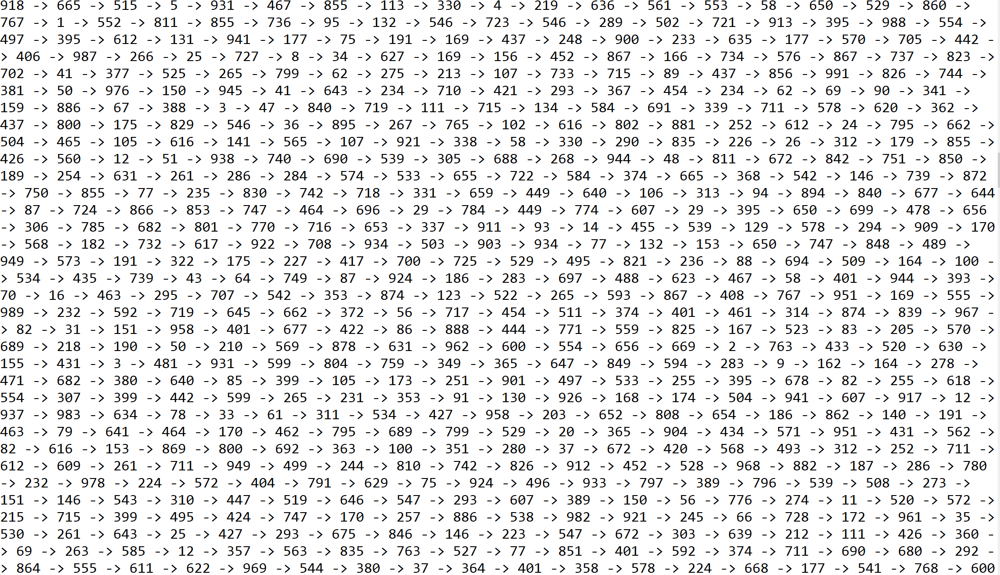 918 -> 665 -> 515 -> 5 -> 931 -> 467 -> 855 -> 113 -> 330 -> 4 -> 219 -> 636 -> 561 -> 553 -> 58 -> 650 -> 529 -> 860 ->
767 -> 1 -> 552 -> 811 -> 855 -> 736 -> 95 -> 132 -> 546 -> 723 -> 546 -> 289 -> 502 -> 721 -> 913 -> 395 -> 988 -> 554 ->
497 -> 395 -> 612 -> 131 -> 941 -> 177 -> 75 -> 191 -> 169 -> 437 -> 248 -> 900 -> 233 -> 635 -> 177 -> 570 -> 705 -> 442 -
> 406 -> 987 -> 266 -> 25 -> 727 -> 8 -> 34 -> 627 -> 169 -> 156 -> 452 -> 867 -> 166 -> 734 -> 576 -> 867 -> 737 -> 823 ->
702 -> 41 -> 377 -> 525 -> 265 -> 799 -> 62 -> 275 -> 213 -> 107 -> 733 -> 715 -> 89 -> 437 -> 856 -> 991 -> 826 -> 744 ->
381 -> 50 -> 976 -> 150 -> 945 -> 41 -> 643 -> 234 -> 710 -> 421 -> 293 -> 367 -> 454 -> 234 -> 62 -> 69 -> 90 -> 341 ->
159 -> 886 -> 67 -> 388 -> 3 -> 47 -> 840 -> 719 -> 111 -> 715 -> 134 -> 584 -> 691 -> 339 -> 711 -> 578 -> 620 -> 362 ->
437 -> 800 -> 175 -> 829 -> 546 -> 36 -> 895 -> 267 -> 765 -> 102 -> 616 -> 802 -> 881 -> 252 -> 612 -> 24 -> 795 -> 662 ->
504 -> 465 -> 105 -> 616 -> 141 -> 565 -> 107 -> 921 -> 338 -> 58 -> 330 -> 290 -> 835 -> 226 -> 26 -> 312 -> 179 -> 855 ->
426 -> 560 -> 12 -> 51 -> 938 -> 740 -> 690 -> 539 -> 305 -> 688 -> 268 -> 944 -> 48 -> 811 -> 672 -> 842 -> 751 -> 850 ->
189 -> 254 -> 631 -> 261 -> 286 -> 284 -> 574 -> 533 -> 655 -> 722 -> 584 -> 374 -> 665 -> 368 -> 542 -> 146 -> 739 -> 872
-> 750 -> 855 -> 77 -> 235 -> 830 -> 742 -> 718 -> 331 -> 659 -> 449 -> 640 -> 106 -> 313 -> 94 -> 894 -> 840 -> 677 -> 644
-> 87 -> 724 -> 866 -> 853 -> 747 -> 464 -> 696 -> 29 -> 784 -> 449 -> 774 -> 607 -> 29 -> 395 -> 650 -> 699 -> 478 -> 656
-> 306 -> 785 -> 682 -> 801 -> 770 -> 716 -> 653 -> 337 -> 911 -> 93 -> 14 -> 455 -> 539 -> 129 -> 578 -> 294 -> 909 -> 170
-> 568 -> 182 -> 732 -> 617 -> 922 -> 708 -> 934 -> 503 -> 903 -> 934 -> 77 -> 132 -> 153 -> 650 -> 747 -> 848 -> 489 ->
949 -> 573 -> 191 -> 322 -> 175 -> 227 -> 417 -> 700 -> 725 -> 529 -> 495 -> 821 -> 236 -> 88 -> 694 -> 509 -> 164 -> 100 -
> 534 -> 435 -> 739 -> 43 -> 64 -> 749 -> 87 -> 924 -> 186 -> 283 -> 697 -> 488 -> 623 -> 467 -> 58 -> 401 -> 944 -> 393 ->
70 -> 16 -> 463 -> 295 -> 707 -> 542 -> 353 -> 874 -> 123 -> 522 -> 265 -> 593 -> 867 -> 408 -> 767 -> 951 -> 169 -> 555 ->
989 -> 232 -> 592 -> 719 -> 645 -> 662 -> 372 -> 56 -> 717 -> 454 -> 511 -> 374 -> 401 -> 461 -> 314 -> 874 -> 839 -> 967 -
> 82 -> 31 -> 151 -> 958 -> 401 -> 677 -> 422 -> 86 -> 888 -> 444 -> 771 -> 559 -> 825 -> 167 -> 523 -> 83 -> 205 -> 570 ->
689 -> 218 -> 190 -> 50 -> 210 -> 569 -> 878 -> 631 -> 962 -> 600 -> 554 -> 656 -> 669 -> 2 -> 763 -> 433 -> 520 -> 630 ->
155 -> 431 -> 3 -> 481 -> 931 -> 599 -> 804 -> 759 -> 349 -> 365 -> 647 -> 849 -> 594 -> 283 -> 9 -> 162 -> 164 -> 278 ->
471 -> 682 -> 380 -> 640 -> 85 -> 399 -> 105 -> 173 -> 251 -> 901 -> 497 -> 533 -> 255 -> 395 -> 678 -> 82 -> 255 -> 618 ->
554 -> 307 -> 399 -> 442 -> 599 -> 265 -> 231 -> 353 -> 91 -> 130 -> 926 -> 168 -> 174 -> 504 -> 941 -> 607 -> 917 -> 12 ->
937 -> 983 -> 634 -> 78 -> 33 -> 61 -> 311 -> 534 -> 427 -> 958 -> 203 -> 652 -> 808 -> 654 -> 186 -> 862 -> 140 -> 191 ->
463 -> 79 -> 641 -> 464 -> 170 -> 462 -> 795 -> 689 -> 799 -> 529 -> 20 -> 365 -> 904 -> 434 -> 571 -> 951 -> 431 -> 562 ->
82 -> 616 -> 153 -> 869 -> 800 -> 692 -> 363 -> 100 -> 351 -> 280 -> 37 -> 672 -> 420 -> 568 -> 493 -> 312 -> 252 -> 711 ->
612 -> 609 -> 261 -> 711 -> 949 -> 499 -> 244 -> 810 -> 742 -> 826 -> 912 -> 452 -> 528 -> 968 -> 882 -> 187 -> 286 -> 780
-> 232 -> 978 -> 224 -> 572 -> 404 -> 791 -> 629 -> 75 -> 924 -> 496 -> 933 -> 797 -> 389 -> 796 -> 539 -> 508 -> 273 ->
151 -> 146 -> 543 -> 310 -> 447 -> 519 -> 646 -> 547 -> 293 -> 607 -> 389 -> 150 -> 56 -> 776 -> 274 -> 11 -> 520 -> 572 ->
215 -> 715 -> 399 -> 495 -> 424 -> 747 -> 170 -> 257 -> 886 -> 538 -> 982 -> 921 -> 245 -> 66 -> 728 -> 172 -> 961 -> 35 ->
530 -> 261 -> 643 -> 25 -> 427 -> 293 -> 675 -> 846 -> 146 -> 223 -> 547 -> 672 -> 303 -> 639 -> 212 -> 111 -> 426 -> 360 -
> 69 -> 263 -> 585 -> 12 -> 357 -> 563 -> 835 -> 763 -> 527 -> 77 -> 851 -> 401 -> 592 -> 374 -> 711 -> 690 -> 680 -> 292 -
> 864 -> 555 -> 611 -> 622 -> 969 -> 544 -> 380 -> 37 -> 364 -> 401 -> 358 -> 578 -> 224 -> 668 -> 177 -> 541 -> 768 -> 600